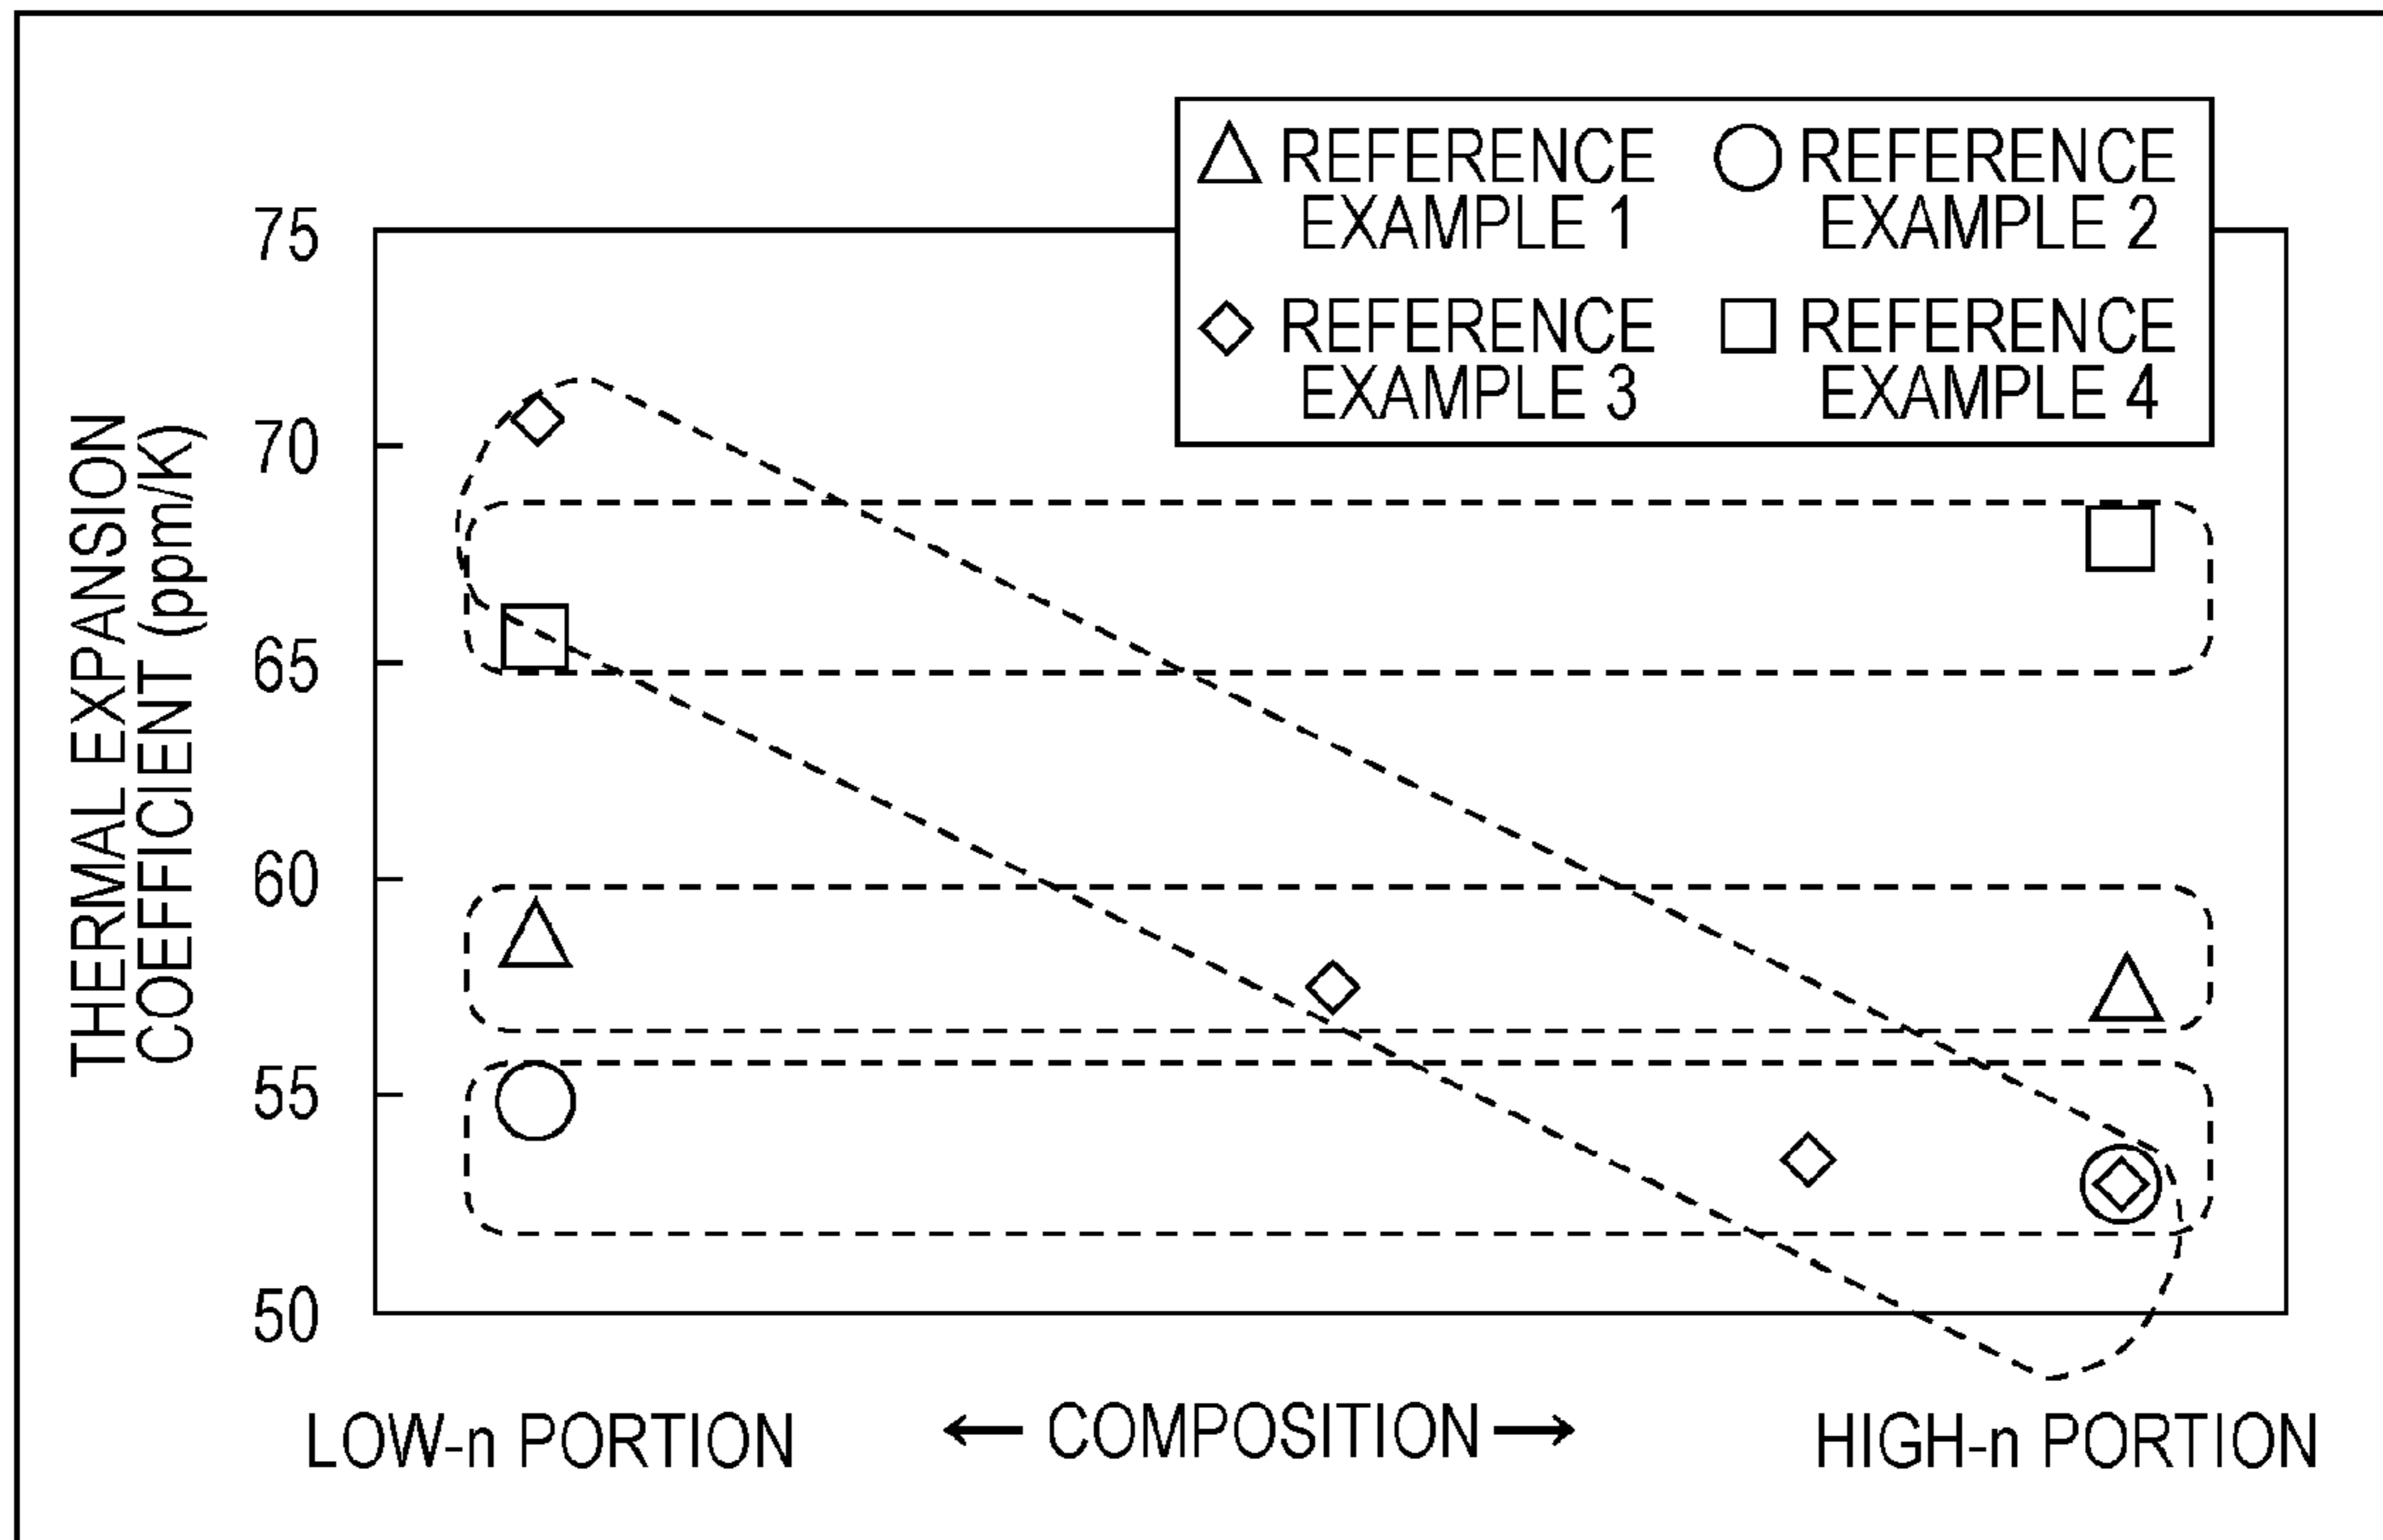 REFERENCE EXAMPLE 1
REFERENCE EXAMPLE 2
REFERENCE EXAMPLE 3
REFERENCE EXAMPLE 4
THERMAL EXPANSION
COEFFICIENT (ppm/K)
75
70
65
60
55
50
LOW-n PORTION
← COMPOSITION →
HIGH-n PORTION